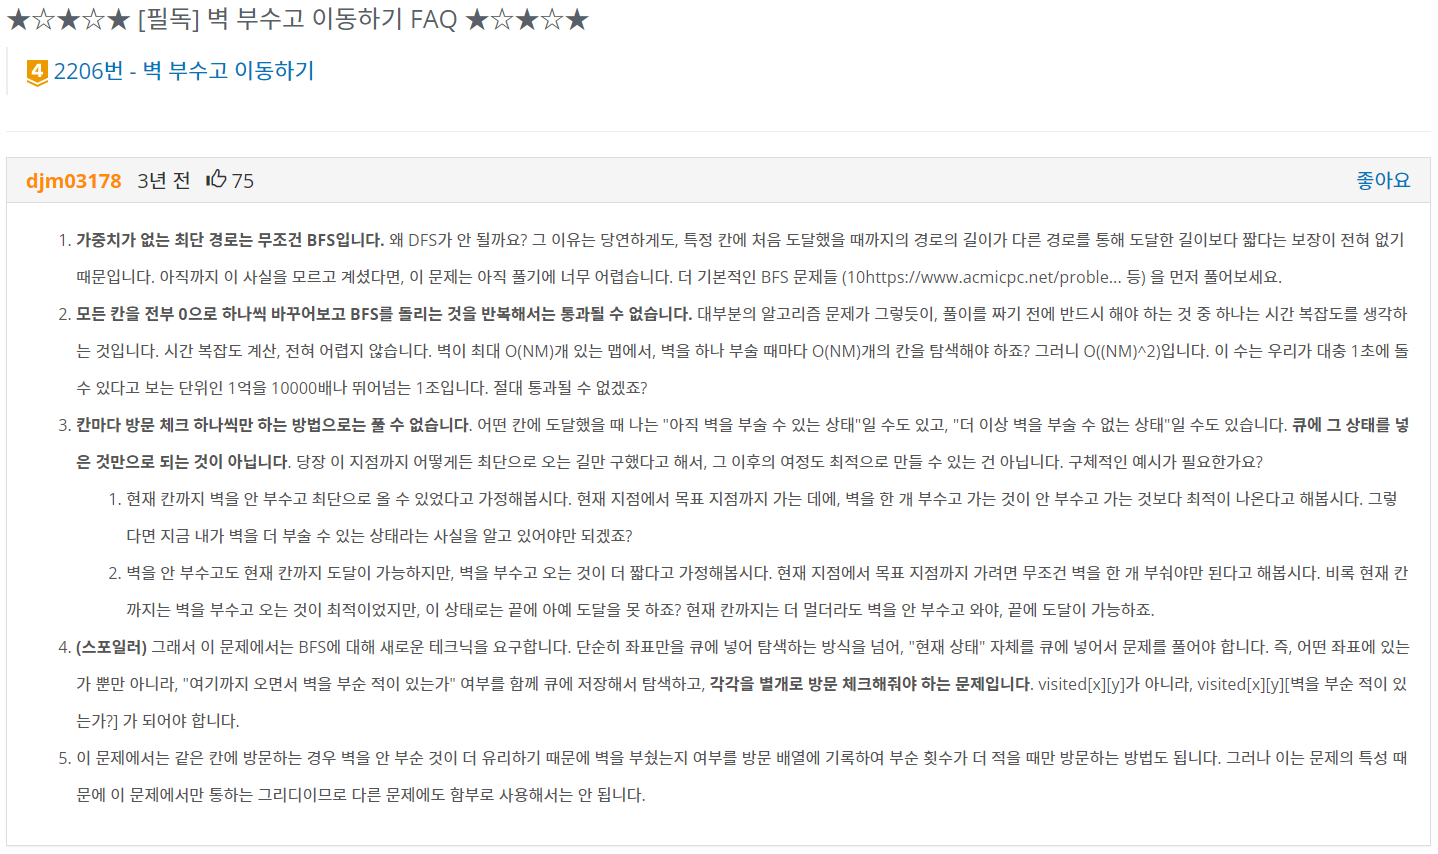 ★☆★☆★ [필독] 벽 부수고 이동하기 FAQ ★☆★☆★
4 2206번 - 벽 부수고 이동하기
djm03178 3년 전 75 좋아요
1. 가중치가 없는 최단 경로는 무조건 BFS입니다. 왜 DFS가 안 될까요? 그 이유는 당연하게도, 특정 칸에 처음 도달했을 때까지의 경로의 길이가 다른 경로를 통해 도달한 길이보다 짧다는 보장이 전혀 없기
때문입니다. 아직까지 이 사실을 모르고 계셨다면, 이 문제는 아직 풀기에 너무 어렵습니다. 더 기본적인 BFS 문제들 (10https://www.acmicpc.net/proble... 등) 을 먼저 풀어보세요.
2. 모든 칸을 전부 0으로 하나씩 바꾸어보고 BFS를 돌리는 것을 반복해서는 통과될 수 없습니다. 대부분의 알고리즘 문제가 그렇듯이, 풀이를 짜기 전에 반드시 해야 하는 것 중 하나는 시간 복잡도를 생각하
는 것입니다. 시간 복잡도 계산, 전혀 어렵지 않습니다. 벽이 최대 O(NM)개 있는 맵에서, 벽을 하나 부술 때마다 O(NM)개의 칸을 탐색해야 하죠? 그러니 O((NM)^2)입니다. 이 수는 우리가 대충 1초에 돌
수 있다고 보는 단위인 1억을 10000배나 뛰어넘는 1조입니다. 절대 통과될 수 없겠죠?
3. 칸마다 방문 체크 하나씩만 하는 방법으로는 풀 수 없습니다. 어떤 칸에 도달했을 때 나는 "아직 벽을 부술 수 있는 상태"일 수도 있고, "더 이상 벽을 부술 수 없는 상태"일 수도 있습니다. 큐에 그 상태를 넣
은 것만으로 되는 것이 아닙니다. 당장 이 지점까지 어떻게든 최단으로 오는 길만 구했다고 해서, 그 이후의 여정도 최적으로 만들 수 있는 건 아닙니다. 구체적인 예시가 필요한가요?
1. 현재 칸까지 벽을 안 부수고 최단으로 올 수 있었다고 가정해봅시다. 현재 지점에서 목표 지점까지 가는 데에, 벽을 한 개 부수고 가는 것이 안 부수고 가는 것보다 최적이 나온다고 해봅시다. 그렇
다면 지금 내가 벽을 더 부술 수 있는 상태라는 사실을 알고 있어야만 되겠죠?
2. 벽을 안 부수고도 현재 칸까지 도달이 가능하지만, 벽을 부수고 오는 것이 더 짧다고 가정해봅시다. 현재 지점에서 목표 지점까지 가려면 무조건 벽을 한 개 부숴야만 된다고 해봅시다. 비록 현재 칸
까지는 벽을 부수고 오는 것이 최적이었지만, 이 상태로는 끝에 아예 도달을 못 하죠? 현재 칸까지는 더 멀더라도 벽을 안 부수고 와야, 끝에 도달이 가능하죠.
4. (스포일러) 그래서 이 문제에서는 BFS에 대해 새로운 테크닉을 요구합니다. 단순히 좌표만을 큐에 넣어 탐색하는 방식을 넘어, "현재 상태" 자체를 큐에 넣어서 문제를 풀어야 합니다. 즉, 어떤 좌표에 있는
가 뿐만 아니라, "여기까지 오면서 벽을 부순 적이 있는가" 여부를 함께 큐에 저장해서 탐색하고, 각각을 별개로 방문 체크해줘야 하는 문제입니다. visited[x][y]가 아니라, visited[x][y][벽을 부순 적이 있
는가?] 가 되어야 합니다.
5. 이 문제에서는 같은 칸에 방문하는 경우 벽을 안 부순 것이 더 유리하기 때문에 벽을 부쉈는지 여부를 방문 배열에 기록하여 부순 횟수가 더 적을 때만 방문하는 방법도 됩니다. 그러나 이는 문제의 특성 때
문에 이 문제에서만 통하는 그리디이므로 다른 문제에도 함부로 사용해서는 안 됩니다.